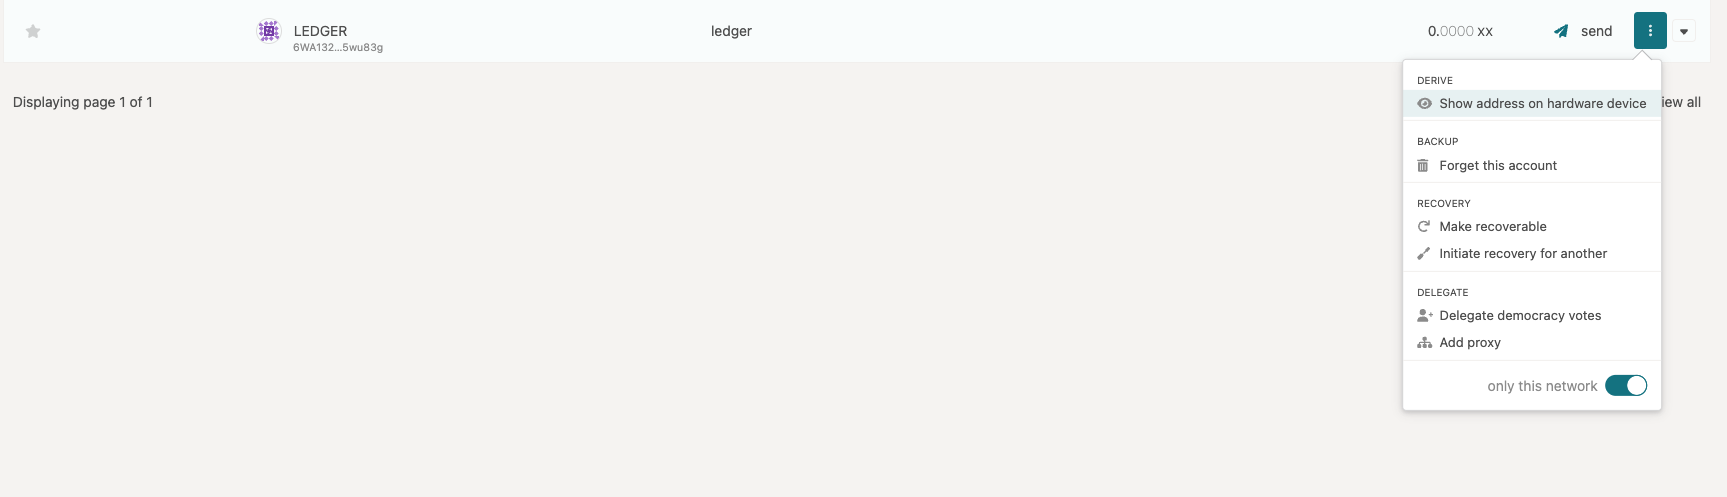 LEDGER
6WA132...5wu83g
ledger
0.0000 XX
send
DERIVE
Show address on hardware device
Displaying page 1 of 1
iew all
BACKUP
Forget this account
RECOVERY
Make recoverable
Initiate recovery for another
DELEGATE
Delegate democracy votes
Add proxy
only this network